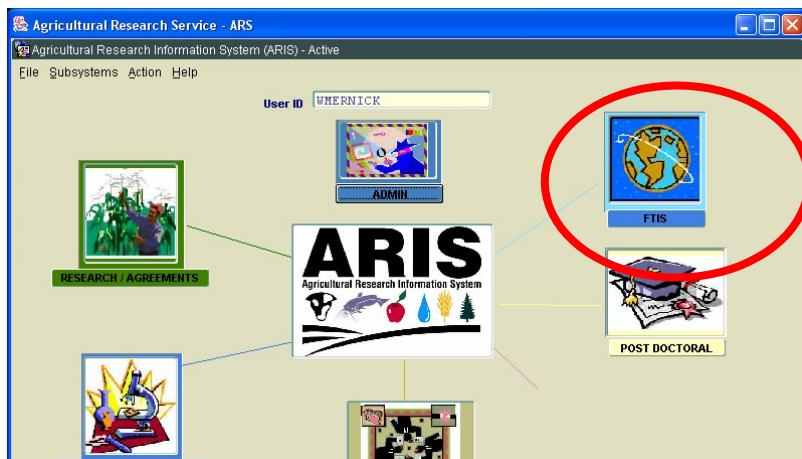 Agricultural Research Service - ARS
Agricultural Research Information System (ARIS) - Active
File Subsystems Action Help
User ID WMERNICK
ADMIN
FTIS
RESEARCH / AGREEMENTS
ARIS
Agricultural Research Information System
POST DOCTORAL